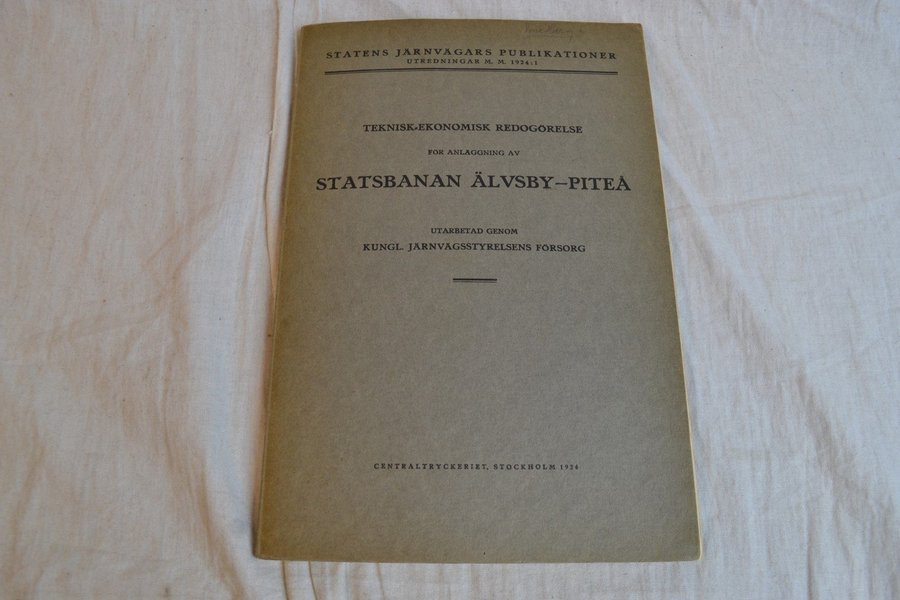 STATENS JÄRNVÄGARS PUBLIKATIONER
UTREDNINGAR M. M. 1924:1
TEKNISK-EKONOMISK REDOGÖRELSE
FÖR ANLÄGGNING AV
STATSBANAN ÄLVSBY—PITEÅ
UTARBETAD GENOM
KUNGL. JÄRNVÄGSSTYRELSENS FÖRSORG
CENTRALTRYCKERIET, STOCKHOLM 1924